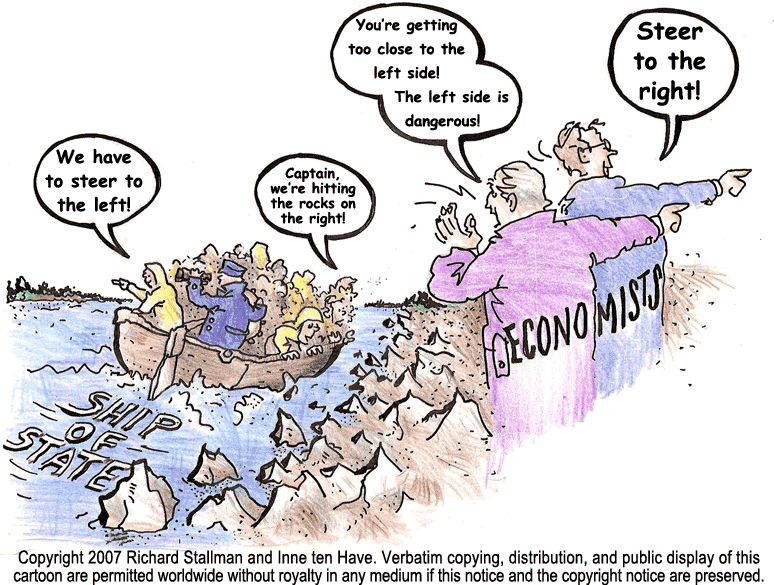 You're getting
too close to the
left side!
The left side is
dangerous!
Steer
to the
right!
We have
to steer to
the left!
Captain,
we're hitting
the rocks on
the right!
ECONOMISTS
SHIP
OF
STATE
Copyright 2007 Richard Stallman and Inne ten Have. Verbatim copying, distribution, and public display of this
cartoon are permitted worldwide without royalty in any medium if this notice and the copyright notice are preserved.